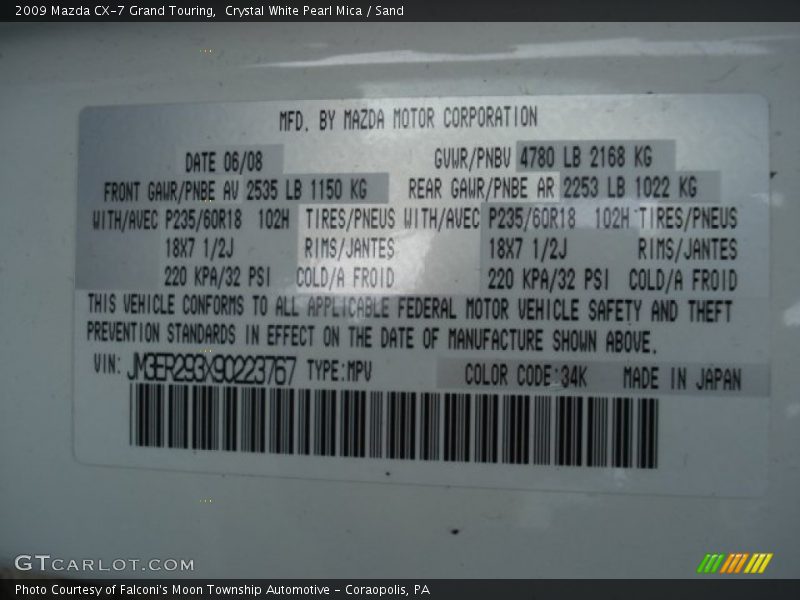 2009 Mazda CX-7 Grand Touring,  Crystal White Pearl Mica / Sand
MFD. BY MAZDA MOTOR CORPORATION
DATE 06/08 GVWR/PNBV 4780 LB 2168 KG
FRONT GAWR/PNBE AV 2535 LB 1150 KG REAR GAWR/PNBE AR 2253 LB 1022 KG
WITH/AVEC P235/60R18 102H TIRES/PNEUS WITH/AVEC P235/60R18 102H TIRES/PNEUS
18X7 1/2J RIMS/JANTES 18X7 1/2J RIMS/JANTES
220 KPA/32 PSI COLD/A FROID 220 KPA/32 PSI COLD/A FROID
THIS VEHICLE CONFORMS TO ALL APPLICABLE FEDERAL MOTOR VEHICLE SAFETY AND THEFT
PREVENTION STANDARDS IN EFFECT ON THE DATE OF MANUFACTURE SHOWN ABOVE.
VIN: JM3ER293X90223767 TYPE:MPV COLOR CODE:34K MADE IN JAPAN
GTCARLOT.COM
Photo Courtesy of Falconi's Moon Township Automotive - Coraopolis, PA